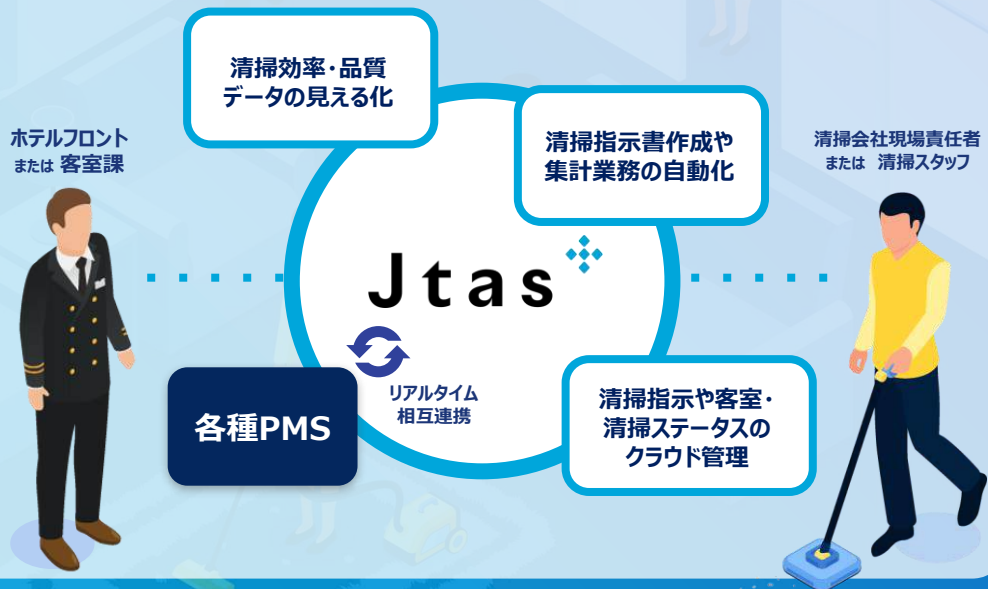 清掃効率・品質
データの見える化
ホテルフロント
または 客室課
清掃指示書作成や
集計業務の自動化
清掃会社現場責任者
または 清掃スタッフ
Jtas
リアルタイム
相互連携
各種PMS
清掃指示や客室・
清掃ステータスの
クラウド管理